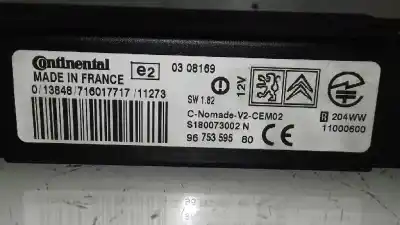 Continental
e2
03 08169
MADE IN FRANCE
0/13848/716017717/11273
SW 1.82
12V
C-Nomade-V2-CEM02
S180073002 N
96 753 595 80
CE
R 204WW
11000600